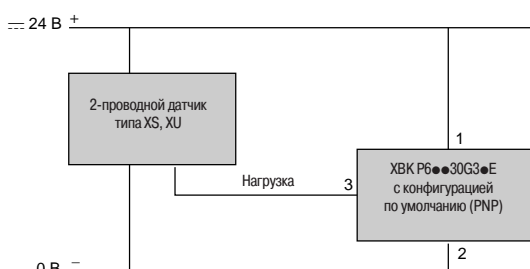 ⎓ 24 В +
2-проводной датчик
типа XS, XU
1
Нагрузка
3
XBK P6●●30G3●E
с конфигурацией
по умолчанию (PNP)
2
0 В −